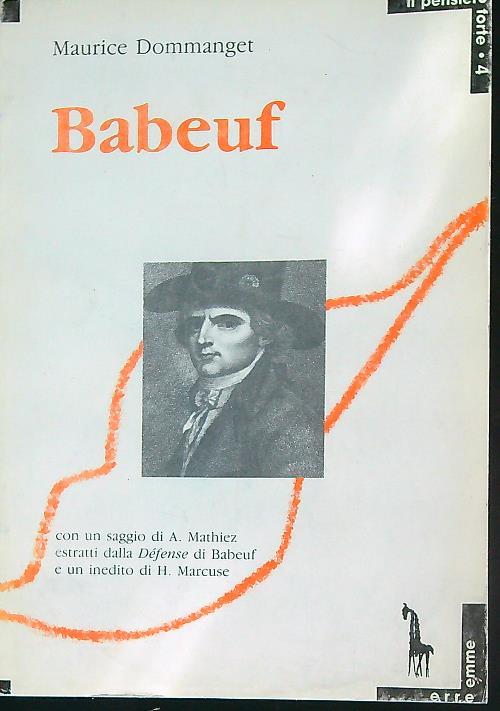 il pensiero
forte • 4
Maurice Dommanget
Babeuf
con un saggio di A. Mathiez
estratti dalla Défense di Babeuf
e un inedito di H. Marcuse
erre
emme